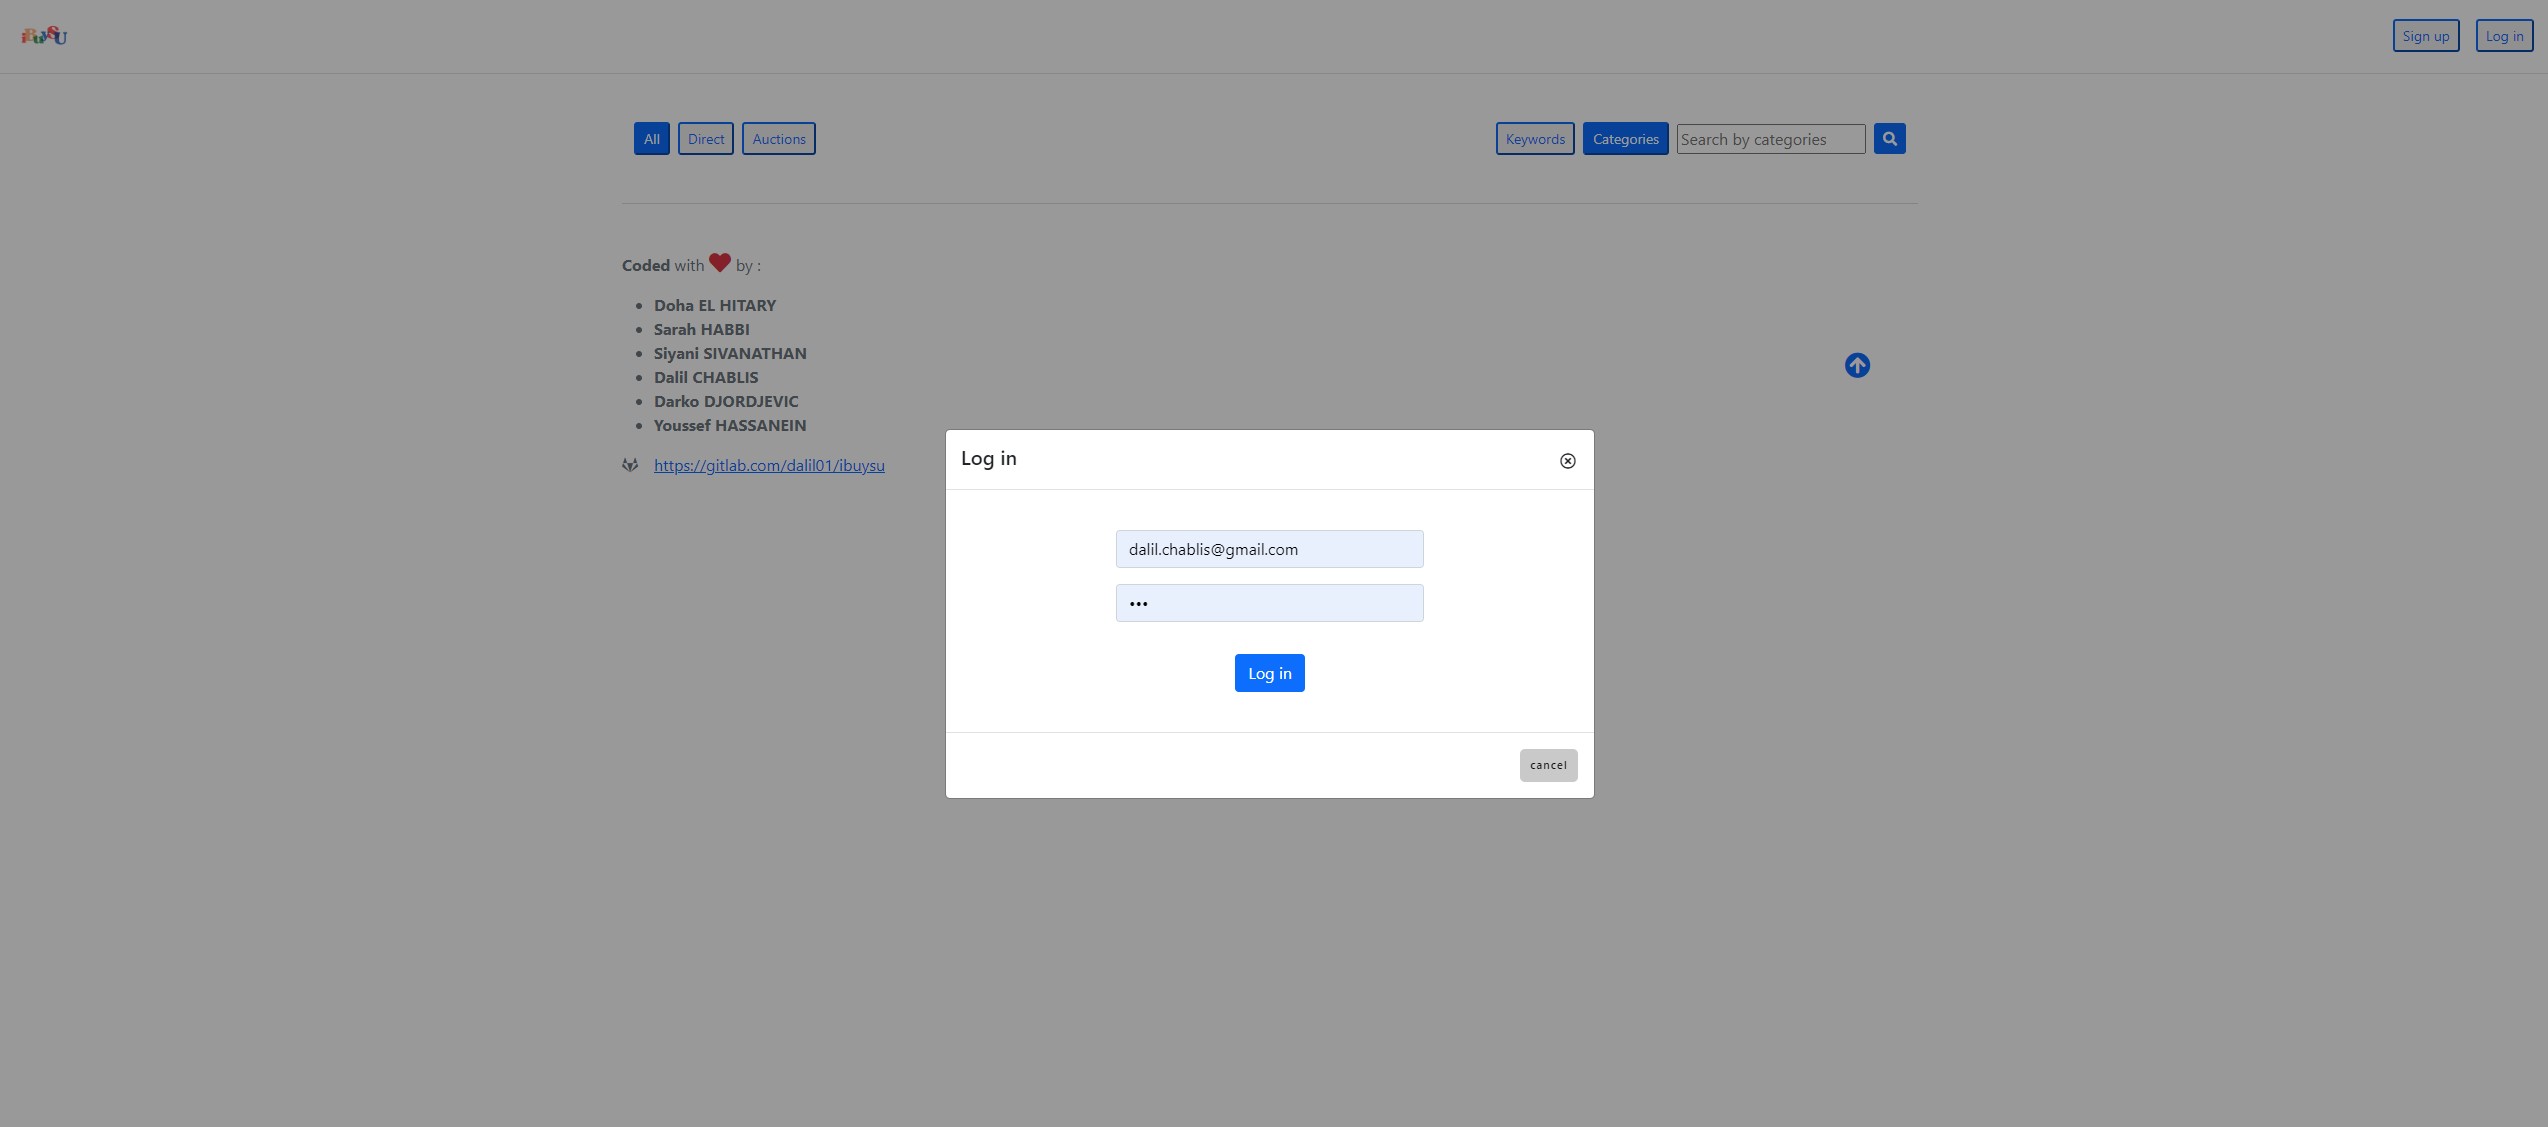 iBuySU
Sign up
Log in
All
Direct
Auctions
Keywords
Categories
Search by categories
Coded with ❤ by :
• Doha EL HITARY
• Sarah HABBI
• Siyani SIVANATHAN
• Dalil CHABLIS
• Darko DJORDJEVIC
• Youssef HASSANEIN
https://gitlab.com/dalil01/ibuysu
Log in
dalil.chablis@gmail.com
•••
Log in
cancel